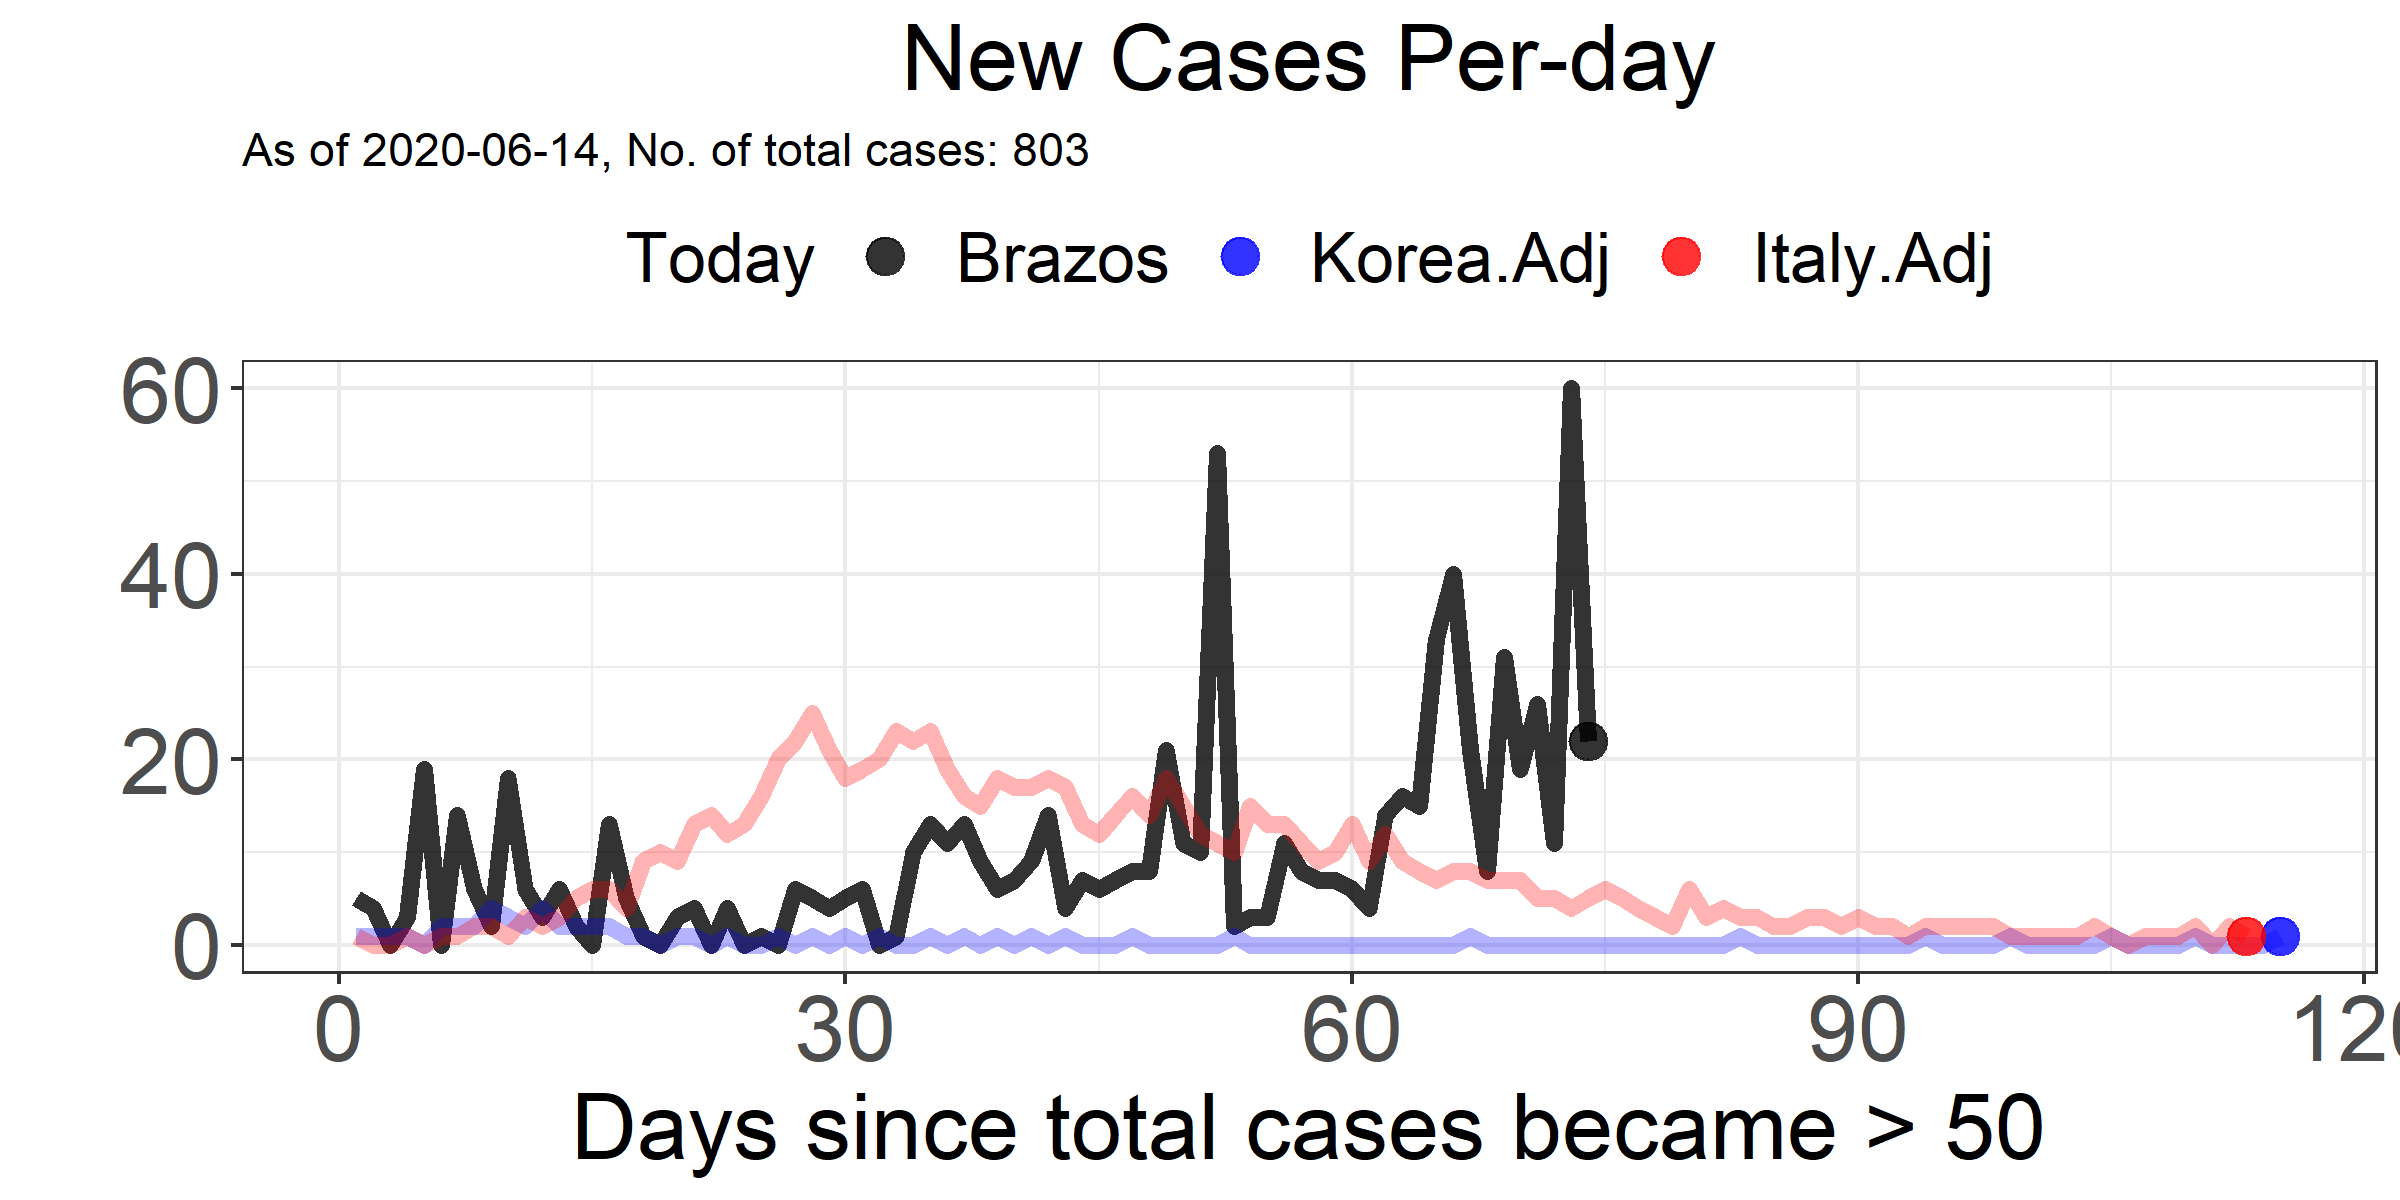 New Cases Per-day
As of 2020-06-14, No. of total cases: 803
Today Brazos Korea.Adj Italy.Adj
60
40
20
0
0 30 60 90 120
Days since total cases became > 50